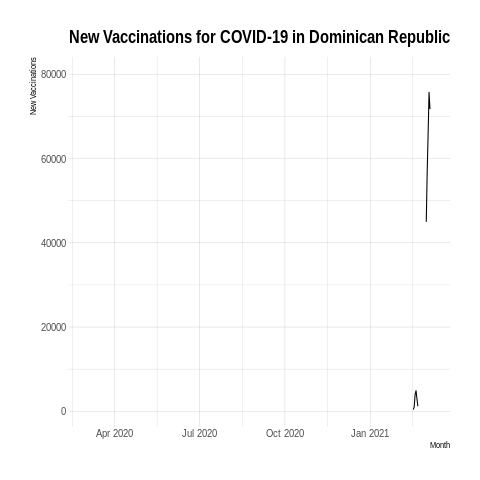 New Vaccinations for COVID-19 in Dominican Republic
New Vaccinations
80000
60000
40000
20000
0
Apr 2020 Jul 2020 Oct 2020 Jan 2021
Month